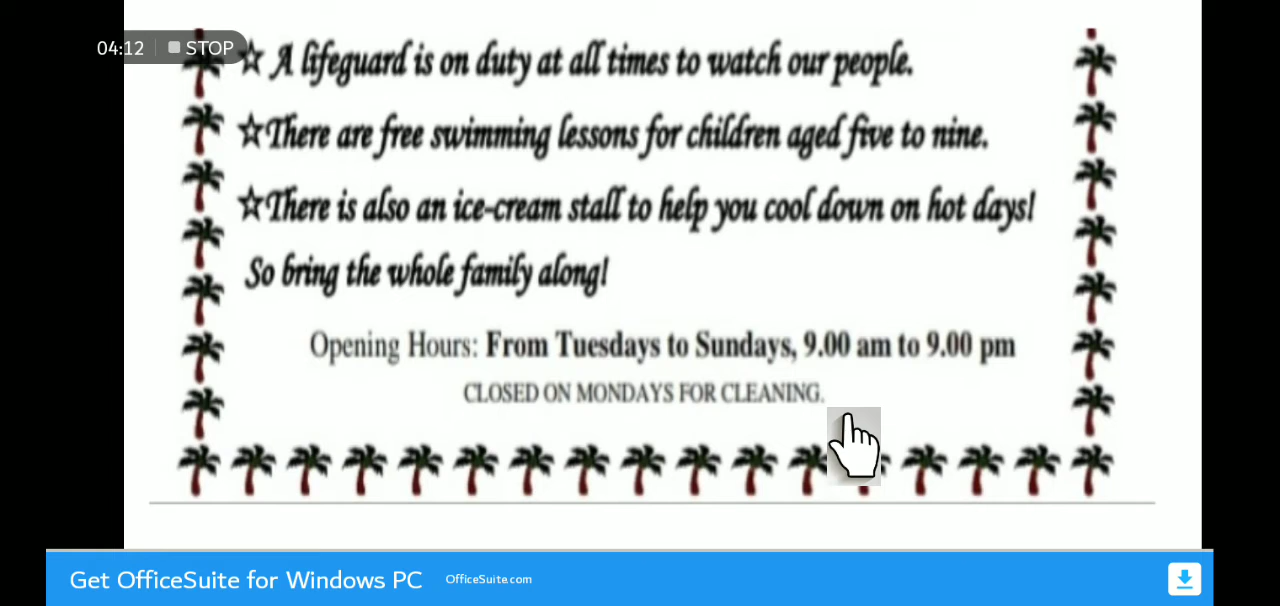 04:12 STOP
☆ A lifeguard is on duty at all times to watch our people.
☆There are free swimming lessons for children aged five to nine.
☆There is also an ice-cream stall to help you cool down on hot days!
So bring the whole family along!
Opening Hours: From Tuesdays to Sundays, 9.00 am to 9.00 pm
CLOSED ON MONDAYS FOR CLEANING.
Get OfficeSuite for Windows PC OfficeSuite.com